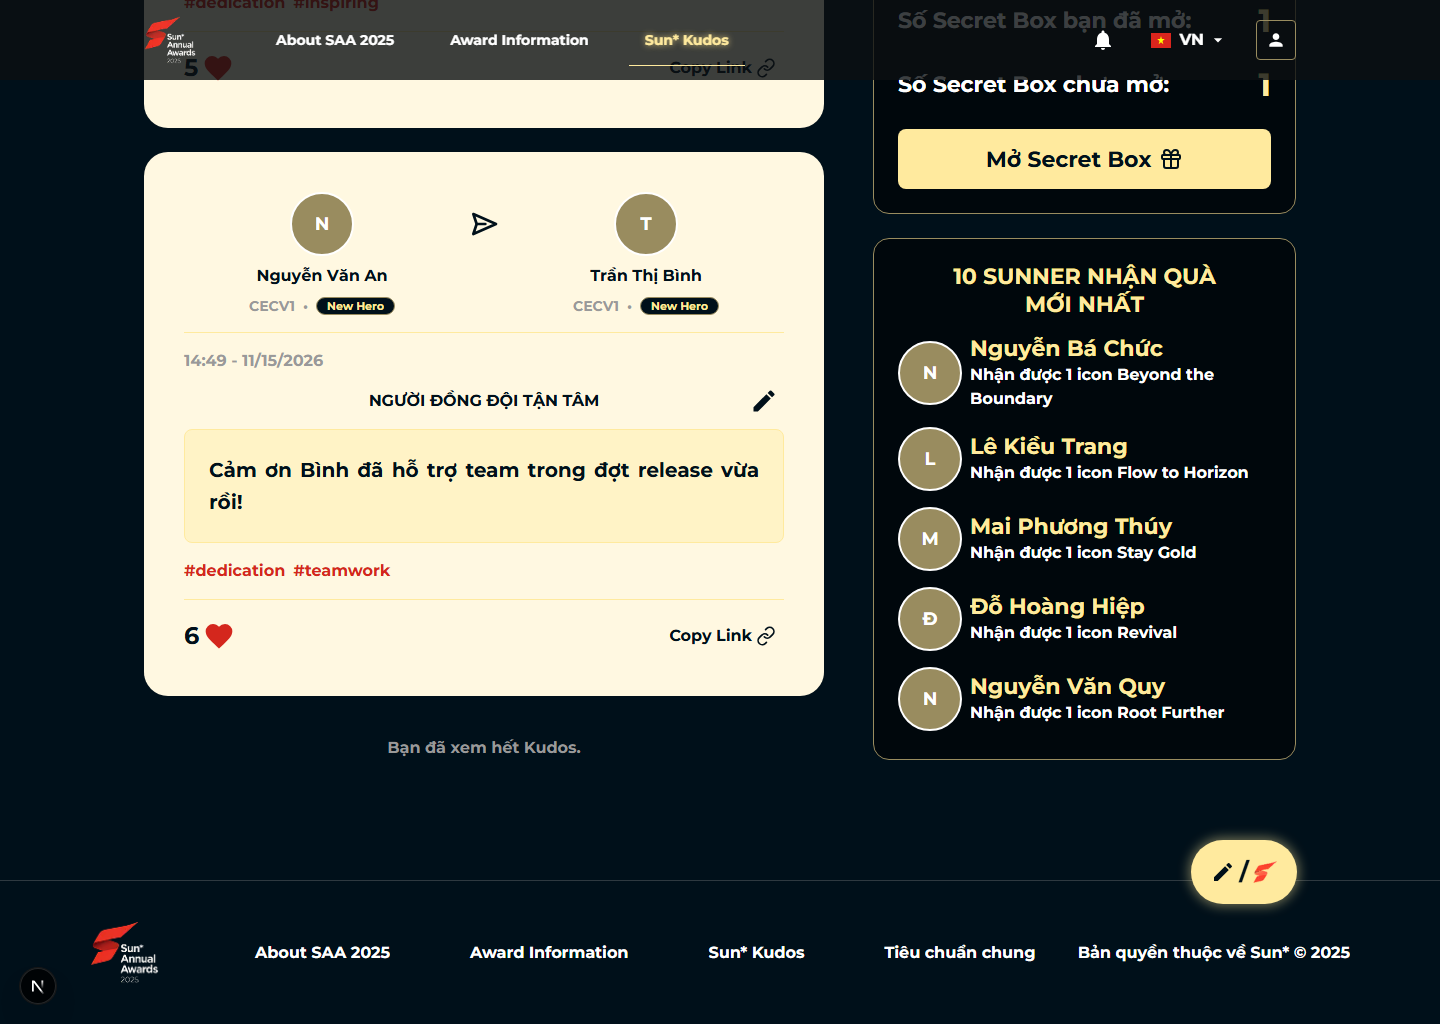 #dedication #inspiring
Sun*
Annual
Awards
2025
About SAA 2025
Award Information
Sun* Kudos
VN
5
Copy Link
Số Secret Box bạn đã mở: 1
Số Secret Box chưa mở: 1
Mở Secret Box
N
T
Nguyễn Văn An
Trần Thị Bình
CECV1 • New Hero
CECV1 • New Hero
14:49 - 11/15/2026
NGƯỜI ĐỒNG ĐỘI TẬN TÂM
Cảm ơn Bình đã hỗ trợ team trong đợt release vừa
rồi!
#dedication #teamwork
6
Copy Link
Bạn đã xem hết Kudos.
10 SUNNER NHẬN QUÀ
MỚI NHẤT
N
Nguyễn Bá Chức
Nhận được 1 icon Beyond the
Boundary
L
Lê Kiều Trang
Nhận được 1 icon Flow to Horizon
M
Mai Phương Thúy
Nhận được 1 icon Stay Gold
Đ
Đỗ Hoàng Hiệp
Nhận được 1 icon Revival
N
Nguyễn Văn Quy
Nhận được 1 icon Root Further
/
Sun*
Annual
Awards
2025
About SAA 2025
Award Information
Sun* Kudos
Tiêu chuẩn chung
Bản quyền thuộc về Sun* © 2025
N